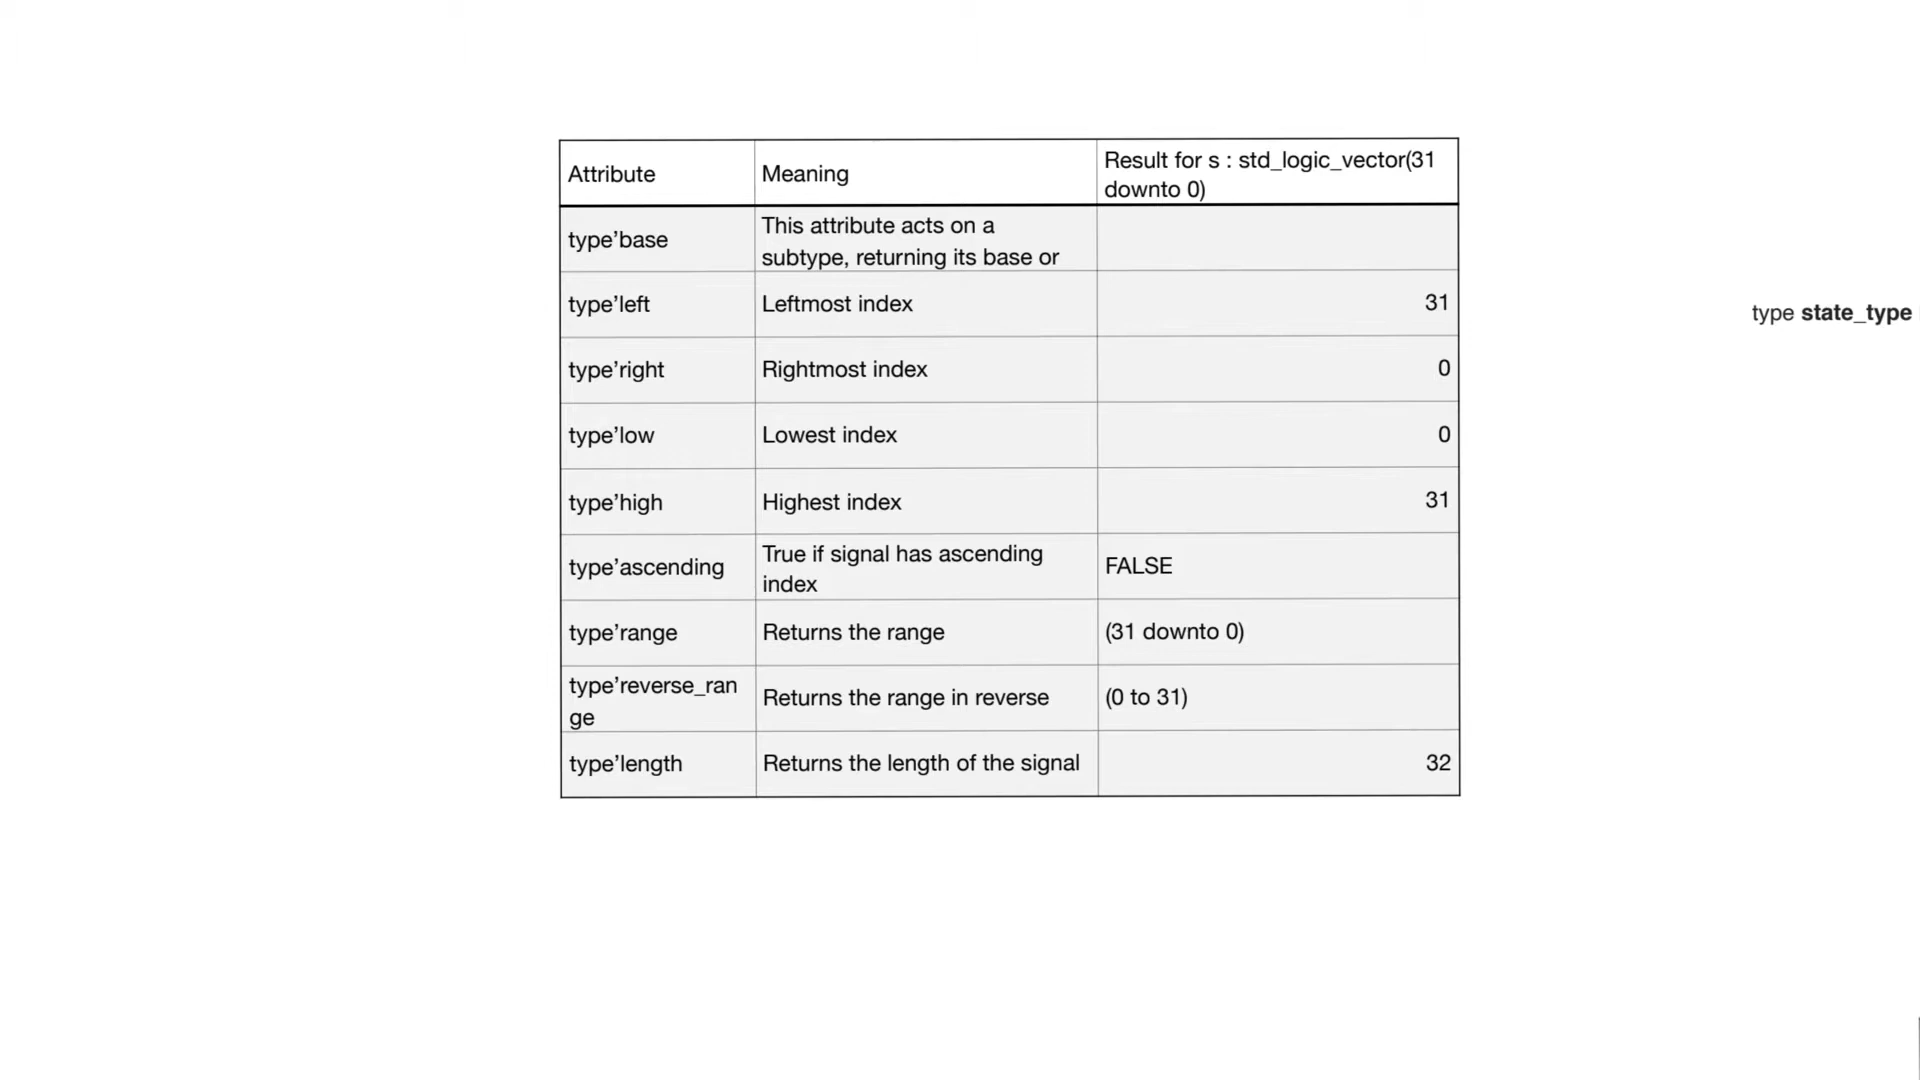 Attribute
Meaning
Result for s : std_logic_vector(31
downto 0)
type’base
This attribute acts on a
subtype, returning its base or
type’left
Leftmost index
31
type’right
Rightmost index
0
type’low
Lowest index
0
type’high
Highest index
31
type’ascending
True if signal has ascending
index
FALSE
type’range
Returns the range
(31 downto 0)
type’reverse_ran
ge
Returns the range in reverse
(0 to 31)
type’length
Returns the length of the signal
32
type state_type